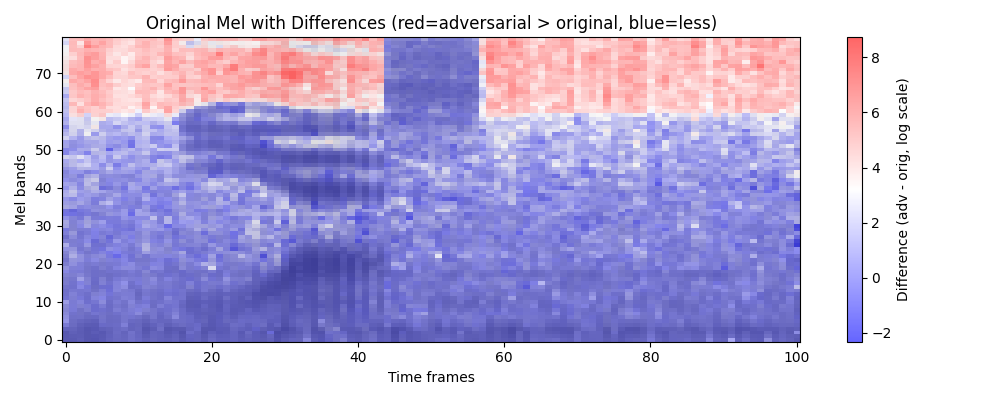 Original Mel with Differences (red=adversarial > original, blue=less)
Mel bands
70
60
50
40
30
20
10
0
0 20 40 60 80 100
Time frames
8
6
4
2
0
−2
Difference (adv - orig, log scale)